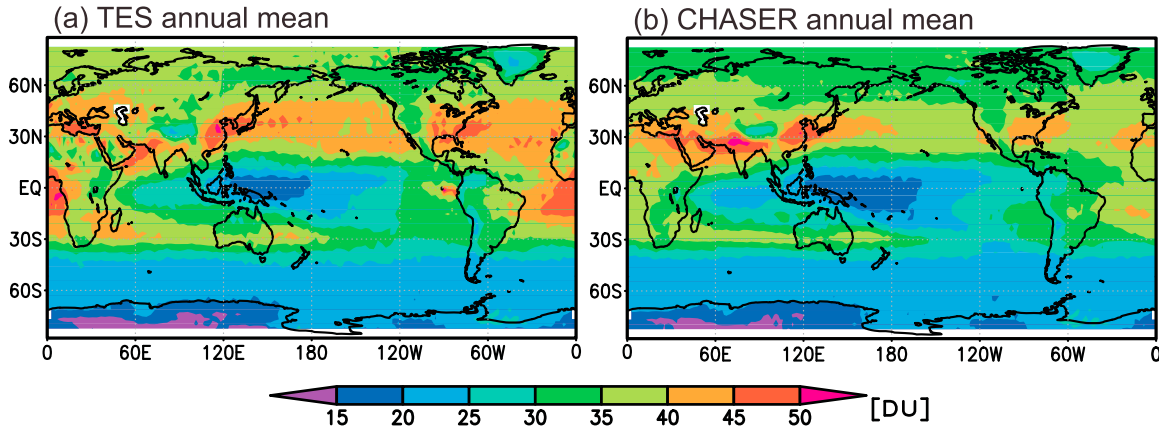 (a) TES annual mean (b) CHASER annual mean
60N 60N
30N 30N
EQ EQ
30S 30S
60S 60S
0 60E 120E 180 120W 60W 0 0 60E 120E 180 120W 60W 0
15 20 25 30 35 40 45 50 [DU]